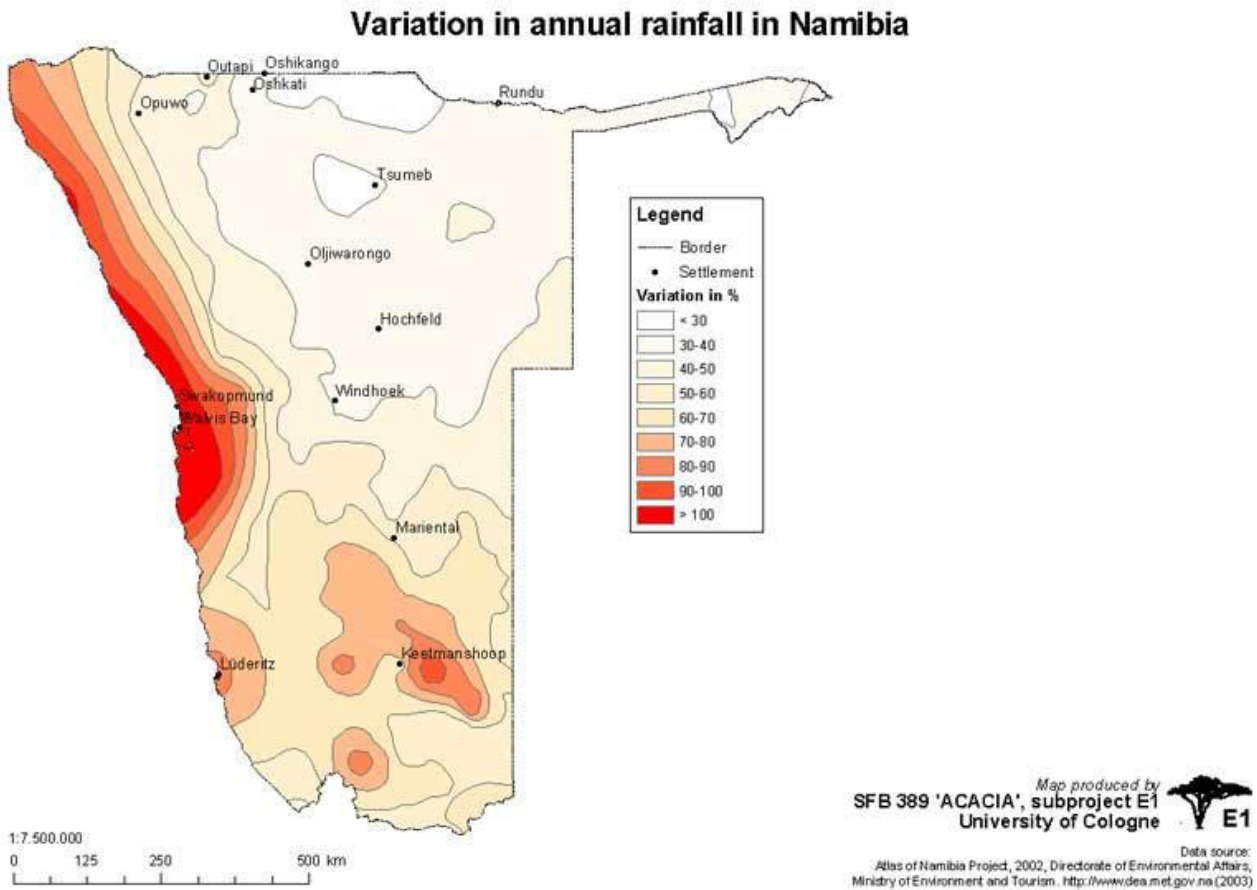 Variation in annual rainfall in Namibia
Outapi
Oshikango
Oshkati
Opuwo
Rundu
Tsumeb
Oljiwarongo
Hochfeld
Swakopmund
Walvis Bay
Windhoek
Mariental
Lüderitz
Keetmanshoop
Legend
Border
Settlement
Variation in %
< 30
30-40
40-50
50-60
60-70
70-80
80-90
90-100
> 100
1:7.500.000
0 125 250 500 km
Map produced by
SFB 389 'ACACIA', subproject E1
University of Cologne
E1
Data source:
Atlas of Namibia Project, 2002, Directorate of Environmental Affairs,
Ministry of Environment and Tourism. http://www.dea.met.gov.na (2003)